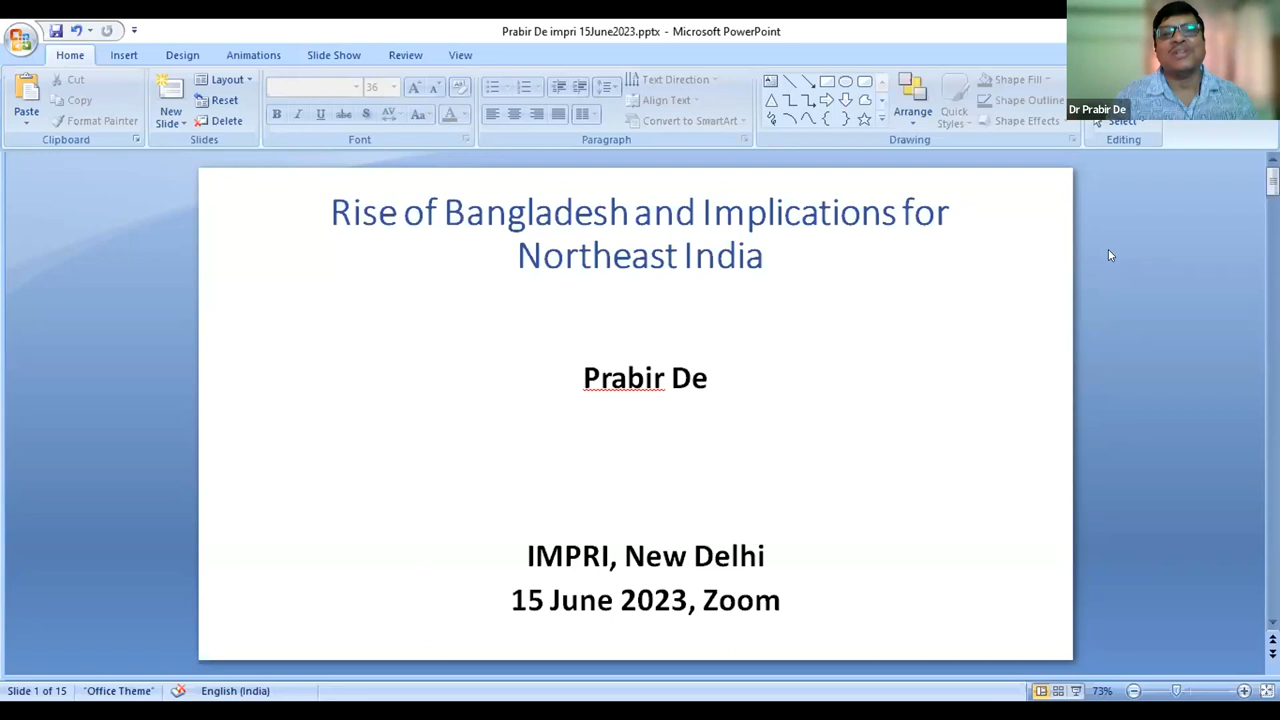 Prabir De impri 15June2023.pptx - Microsoft PowerPoint
Home Insert Design Animations Slide Show Review View
Paste
Cut
Copy
Format Painter
Clipboard
New Slide
Layout
Reset
Delete
Slides
36
B I U abc S AV Aa A
Font
Text Direction
Align Text
Convert to SmartArt
Paragraph
Arrange
Quick Styles
Shape Fill
Shape Outline
Shape Effects
Drawing
Select
Editing
Dr Prabir De
Rise of Bangladesh and Implications for
Northeast India
Prabir De
IMPRI, New Delhi
15 June 2023, Zoom
Slide 1 of 15 "Office Theme" English (India) 73%